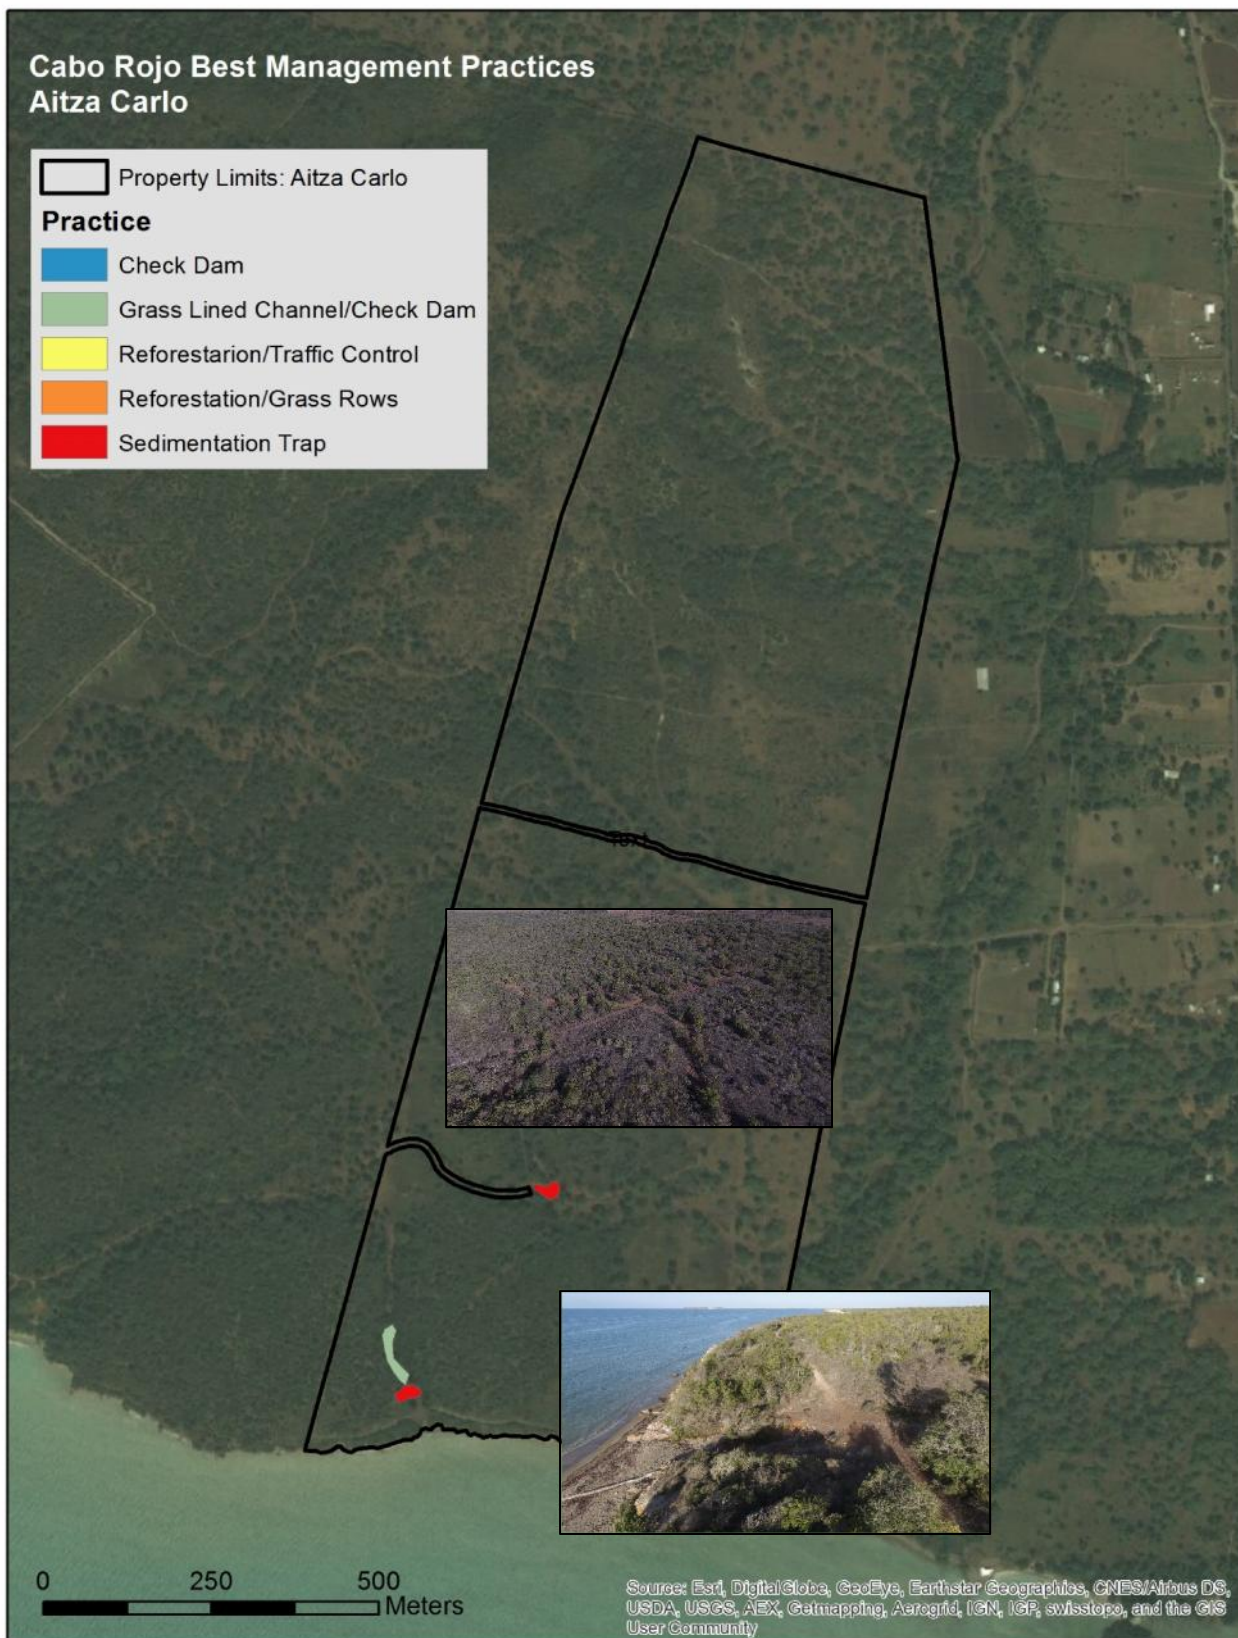 Cabo Rojo Best Management Practices
Aitza Carlo
Property Limits: Aitza Carlo
Practice
Check Dam
Grass Lined Channel/Check Dam
Reforestarion/Traffic Control
Reforestation/Grass Rows
Sedimentation Trap
0 250 500
Meters
Source: Esri, DigitalGlobe, GeoEye, Earthstar Geographics, CNES/Airbus DS,
USDA, USGS, AEX, Getmapping, Aerogrid, IGN, IGP, swisstopo, and the GIS
User Community